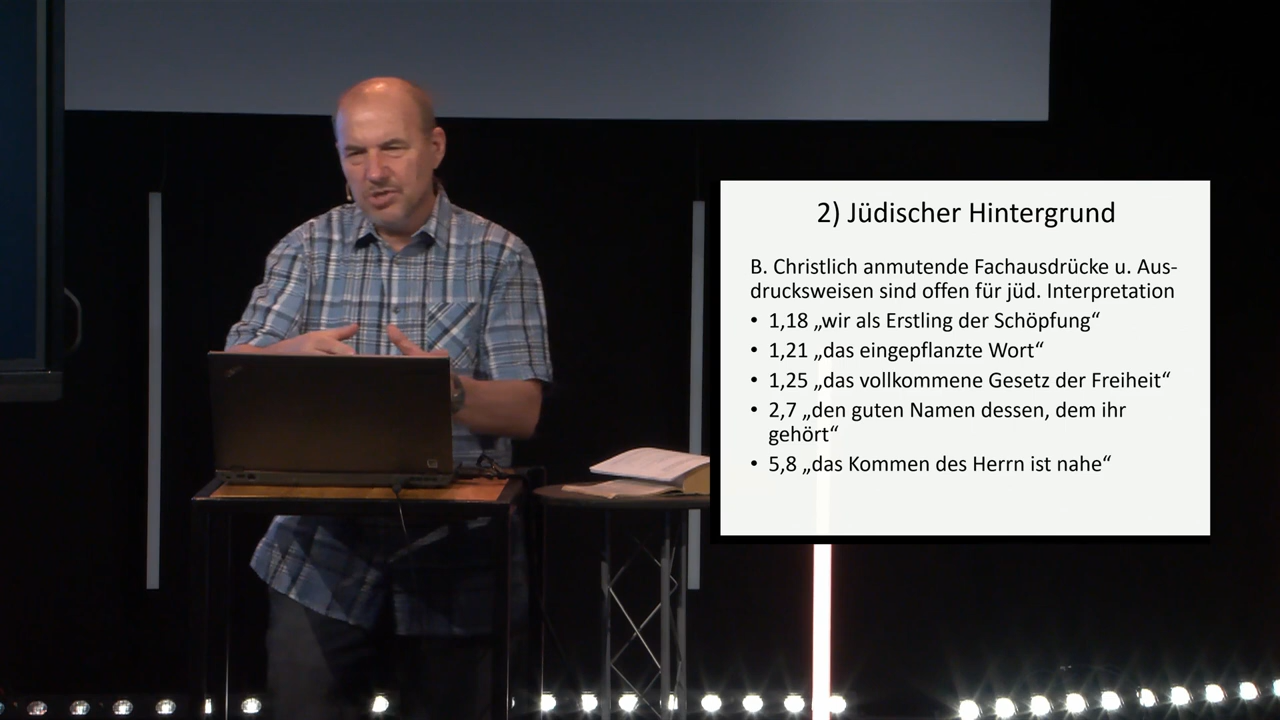 2) Jüdischer Hintergrund
B. Christlich anmutende Fachausdrücke u. Aus-
drucksweisen sind offen für jüd. Interpretation
• 1,18 „wir als Erstling der Schöpfung“
• 1,21 „das eingepflanzte Wort“
• 1,25 „das vollkommene Gesetz der Freiheit“
• 2,7 „den guten Namen dessen, dem ihr
gehört“
• 5,8 „das Kommen des Herrn ist nahe“